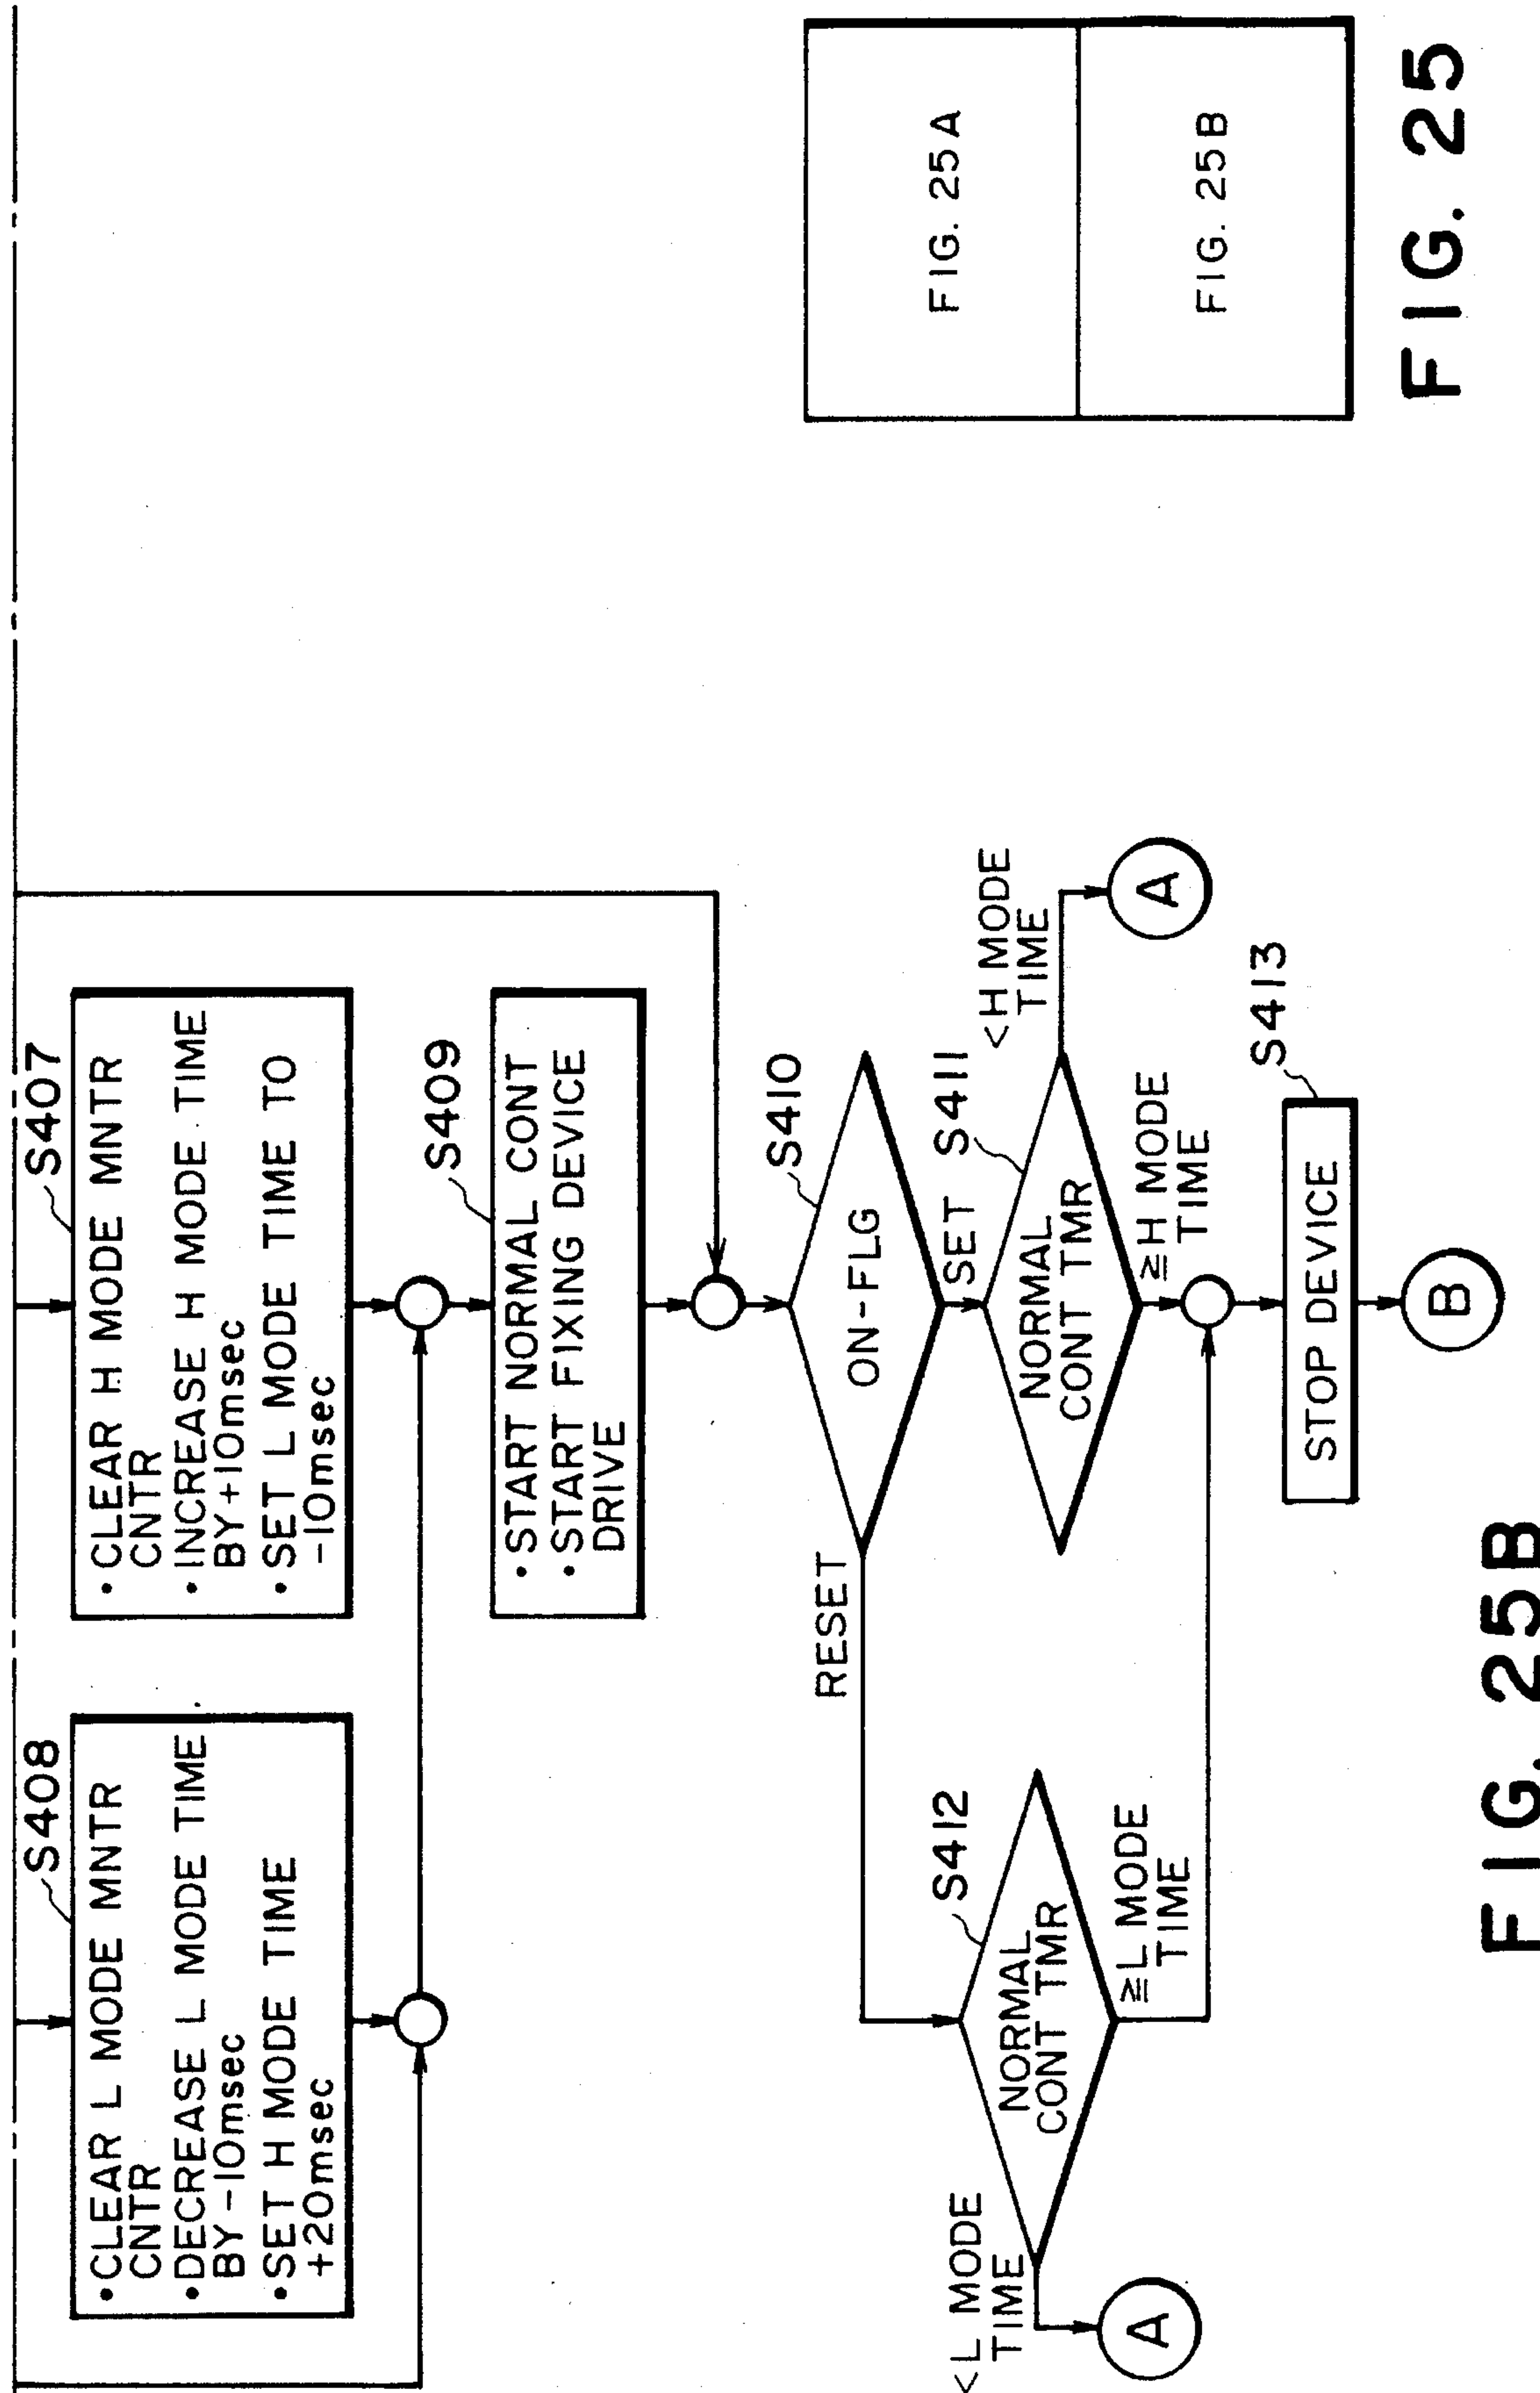 S408
• CLEAR L MODE MNTR
CNTR
• DECREASE L MODE TIME
BY -10msec
• SET H MODE TIME
+20msec
S407
• CLEAR H MODE MNTR
CNTR
• INCREASE H MODE TIME
BY +10msec
• SET L MODE TIME TO
-10msec
S409
• START NORMAL CONT
• START FIXING DEVICE
DRIVE
S410
ON-FLG
RESET
SET
S411
NORMAL
CONT TMR
<H MODE
TIME
A
≧H MODE
TIME
S412
NORMAL
CONT TMR
<L MODE
TIME
A
≧L MODE
TIME
S413
STOP DEVICE
B
FIG. 25B
FIG. 25A
FIG. 25B
FIG. 25